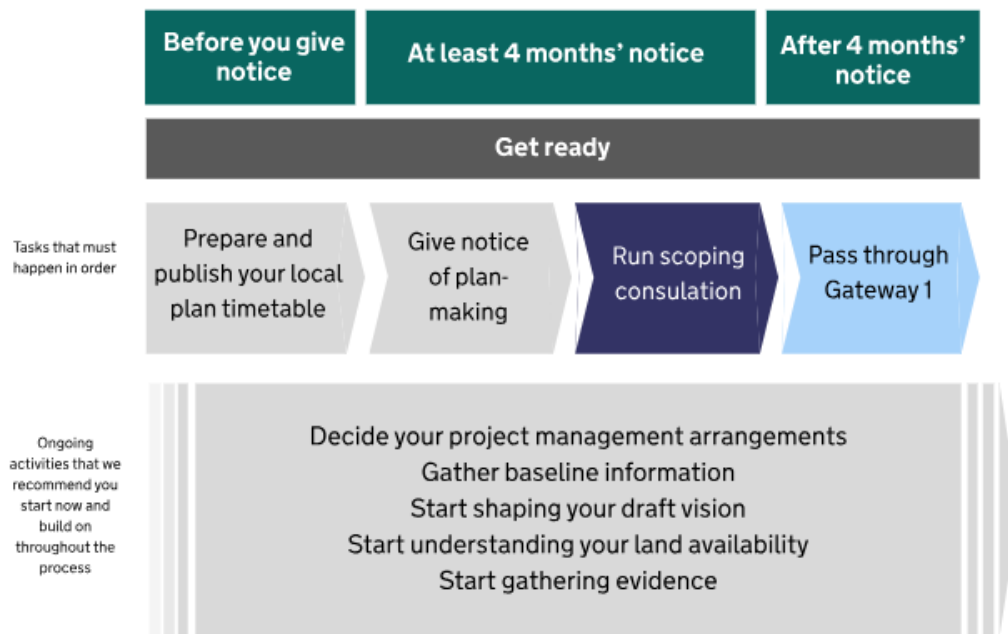 Before you give
notice
At least 4 months’ notice
After 4 months’
notice
Get ready
Tasks that must
happen in order
Prepare and
publish your local
plan timetable
Give notice
of plan-
making
Run scoping
consulation
Pass through
Gateway 1
Ongoing
activities that we
recommend you
start now and
build on
throughout the
process
Decide your project management arrangements
Gather baseline information
Start shaping your draft vision
Start understanding your land availability
Start gathering evidence